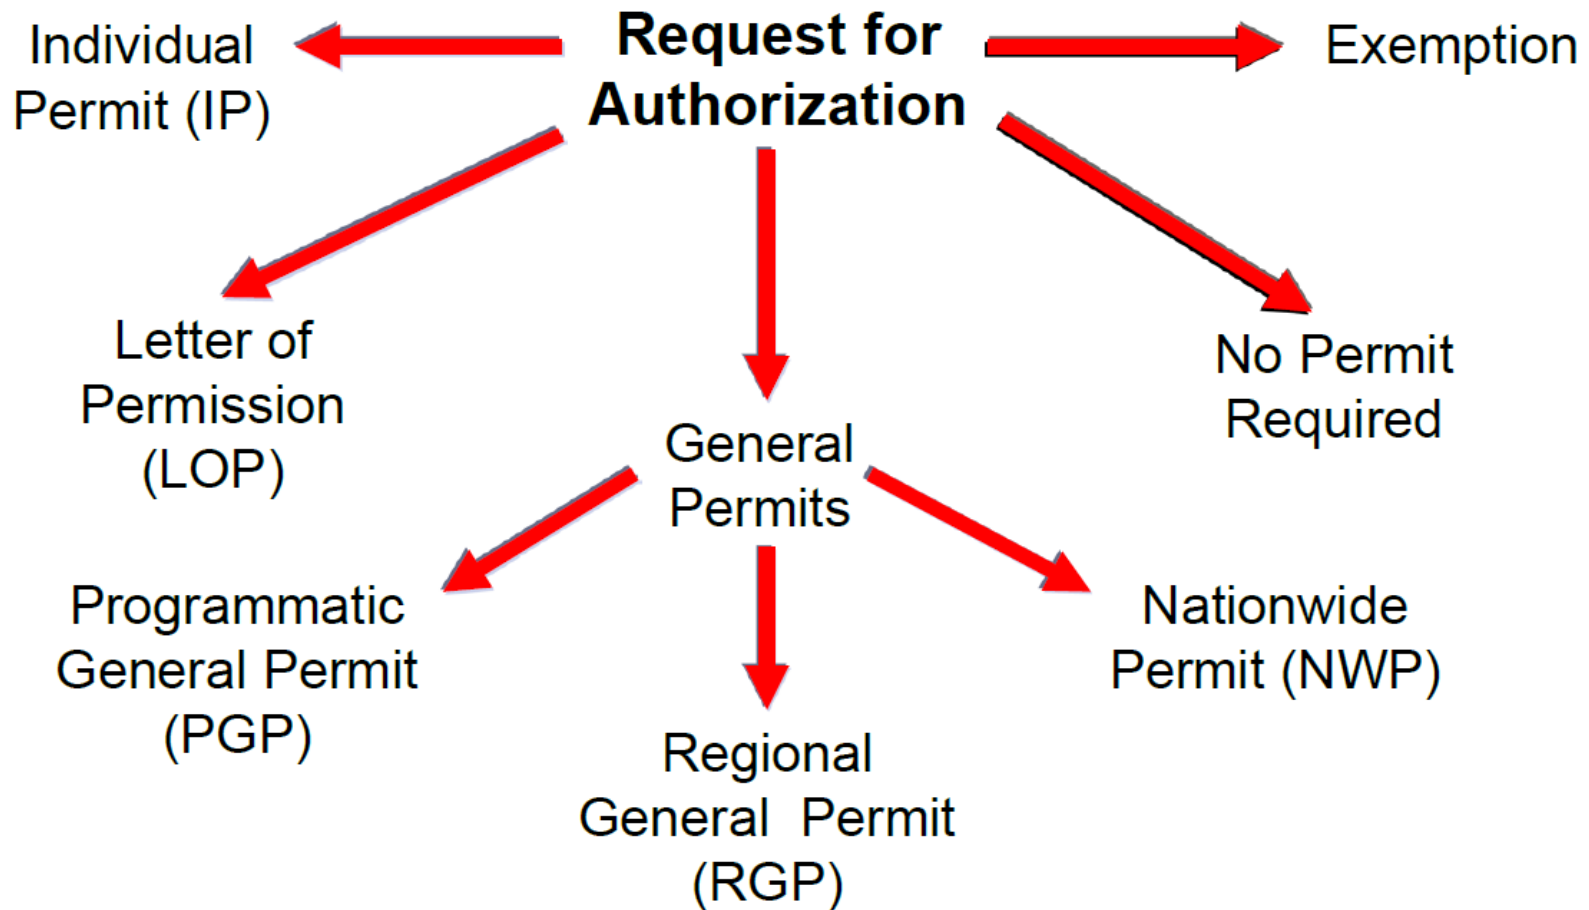 Individual
Permit (IP)
Request for
Authorization
Exemption
Letter of
Permission
(LOP)
General
Permits
No Permit
Required
Programmatic
General Permit
(PGP)
Regional
General  Permit
(RGP)
Nationwide
Permit (NWP)